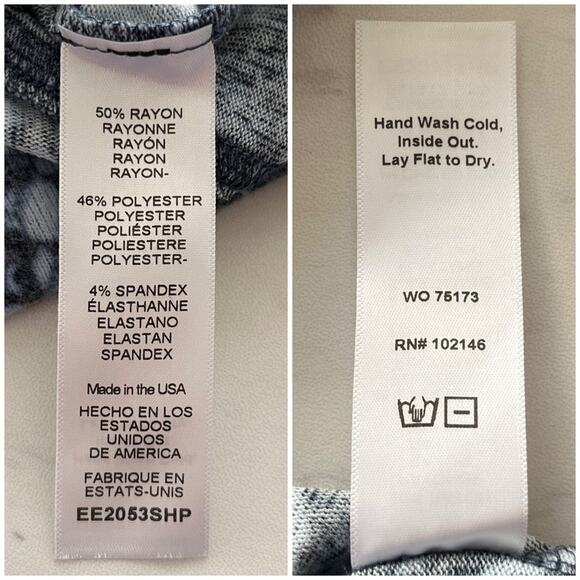 50% RAYON
RAYONNE
RAYÓN
RAYON
RAYON-
46% POLYESTER
POLYESTER
POLIÉSTER
POLIESTERE
POLYESTER-
4% SPANDEX
ÉLASTHANNE
ELASTANO
ELASTAN
SPANDEX
Made in the USA
HECHO EN LOS
ESTADOS
UNIDOS
DE AMERICA
FABRIQUE EN
ESTATS-UNIS
EE2053SHP
Hand Wash Cold,
Inside Out.
Lay Flat to Dry.
WO 75173
RN# 102146